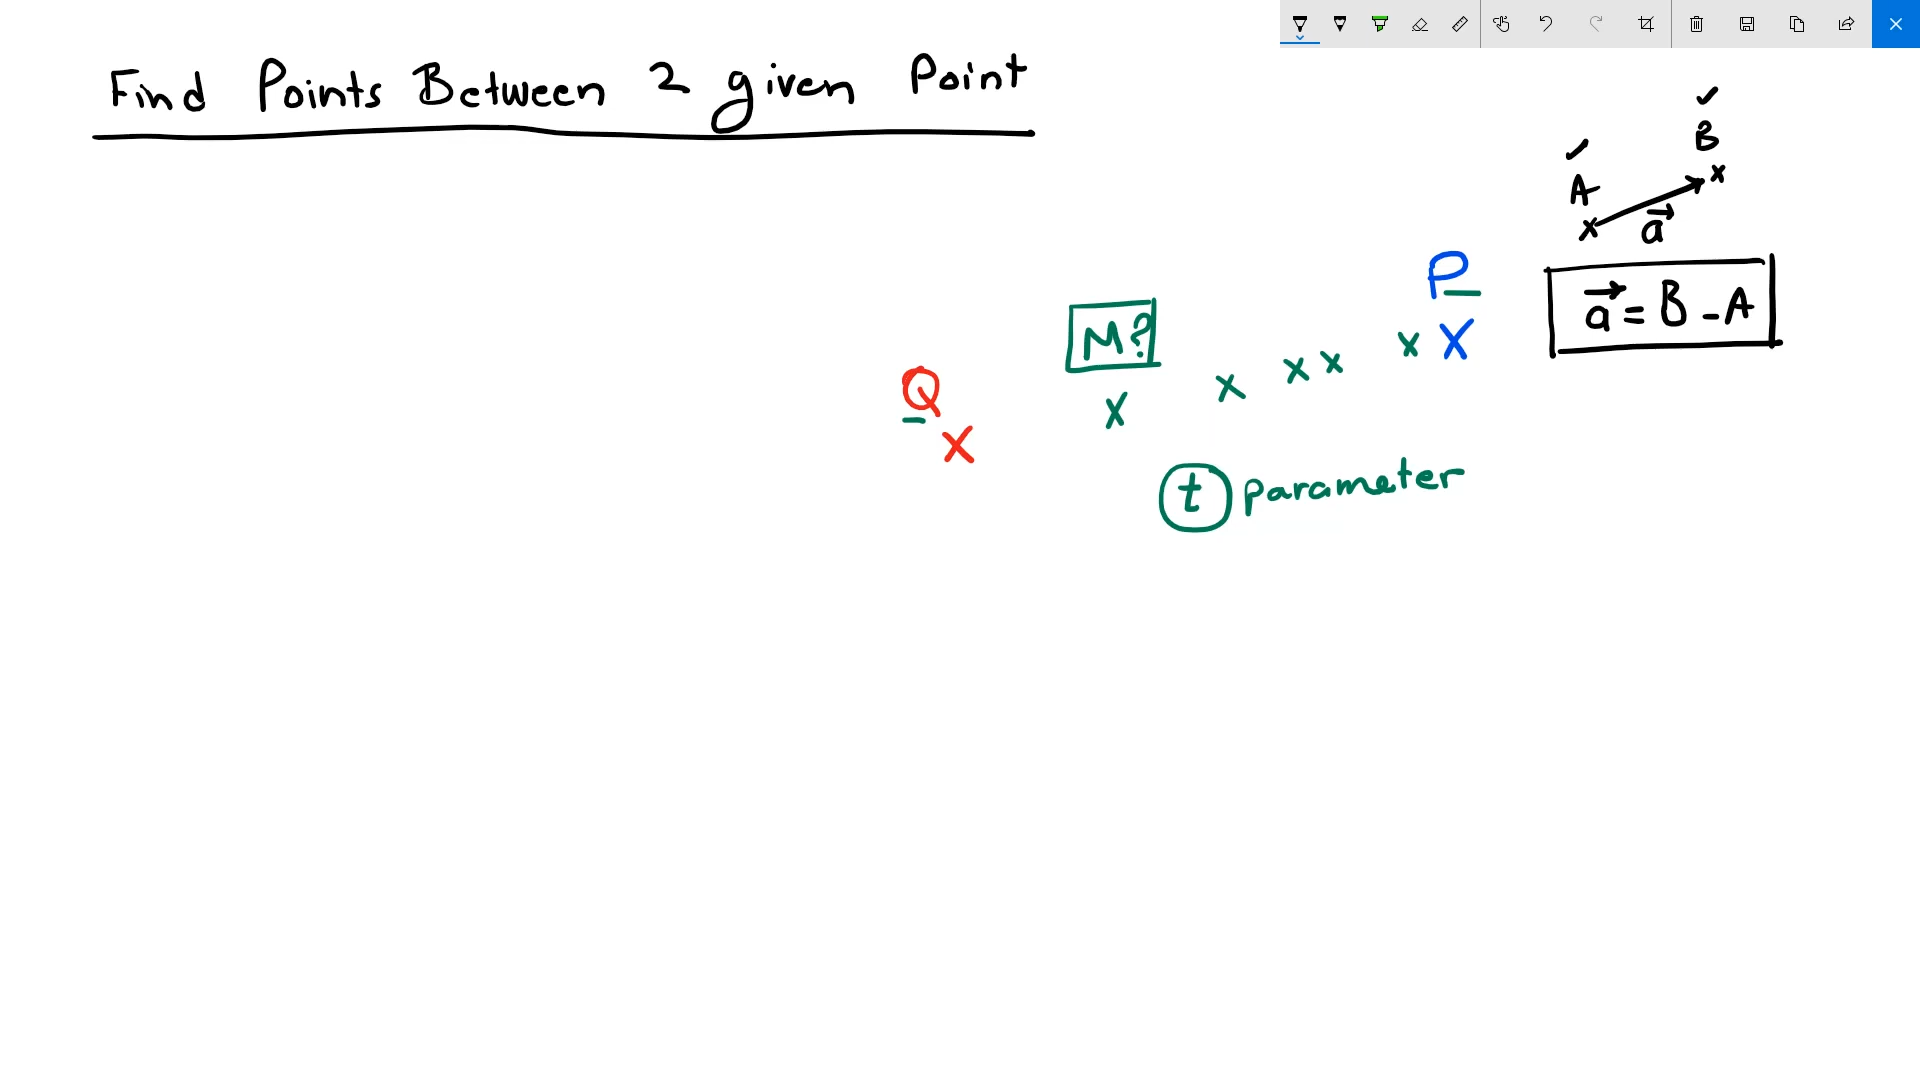 Find Points Between 2 given Point
B
A
x
x
a
a = B - A
P
M?
x x
x x
x
Q
x
x
t parameter